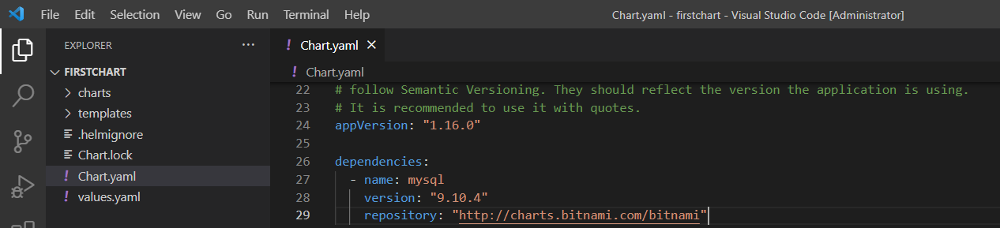 File Edit Selection View Go Run Terminal Help Chart.yaml - firstchart - Visual Studio Code [Administrator]
EXPLORER ···
FIRSTCHART
charts
templates
.helmignore
Chart.lock
! Chart.yaml
! values.yaml
! Chart.yaml ×
! Chart.yaml
22 # follow Semantic Versioning. They should reflect the version the application is using.
23 # It is recommended to use it with quotes.
24 appVersion: "1.16.0"
25
26 dependencies:
27 - name: mysql
28 version: "9.10.4"
29 repository: "http://charts.bitnami.com/bitnami"